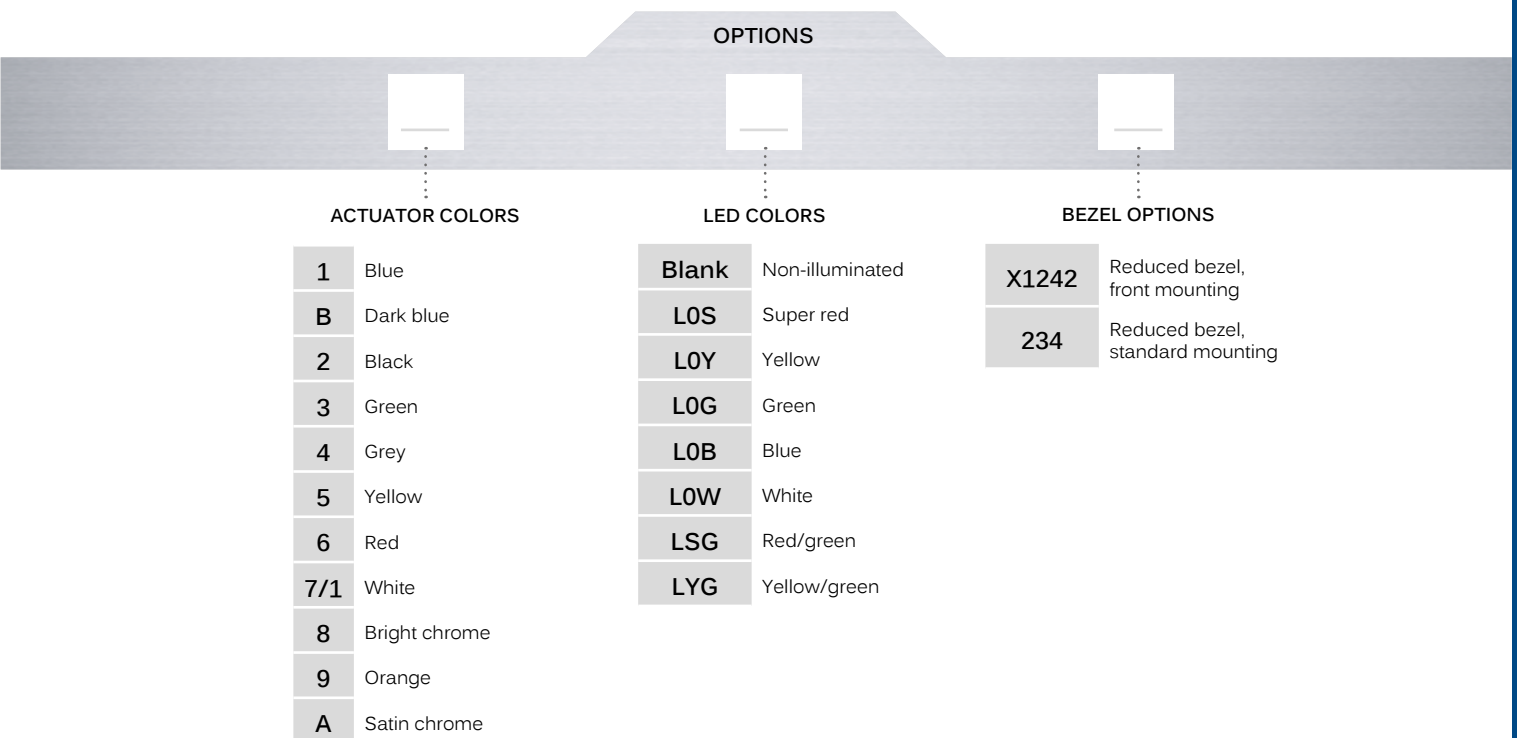 OPTIONS
ACTUATOR COLORS
1 Blue
B Dark blue
2 Black
3 Green
4 Grey
5 Yellow
6 Red
7/1 White
8 Bright chrome
9 Orange
A Satin chrome
LED COLORS
Blank Non-illuminated
L0S Super red
L0Y Yellow
L0G Green
L0B Blue
L0W White
LSG Red/green
LYG Yellow/green
BEZEL OPTIONS
X1242 Reduced bezel,
front mounting
234 Reduced bezel,
standard mounting